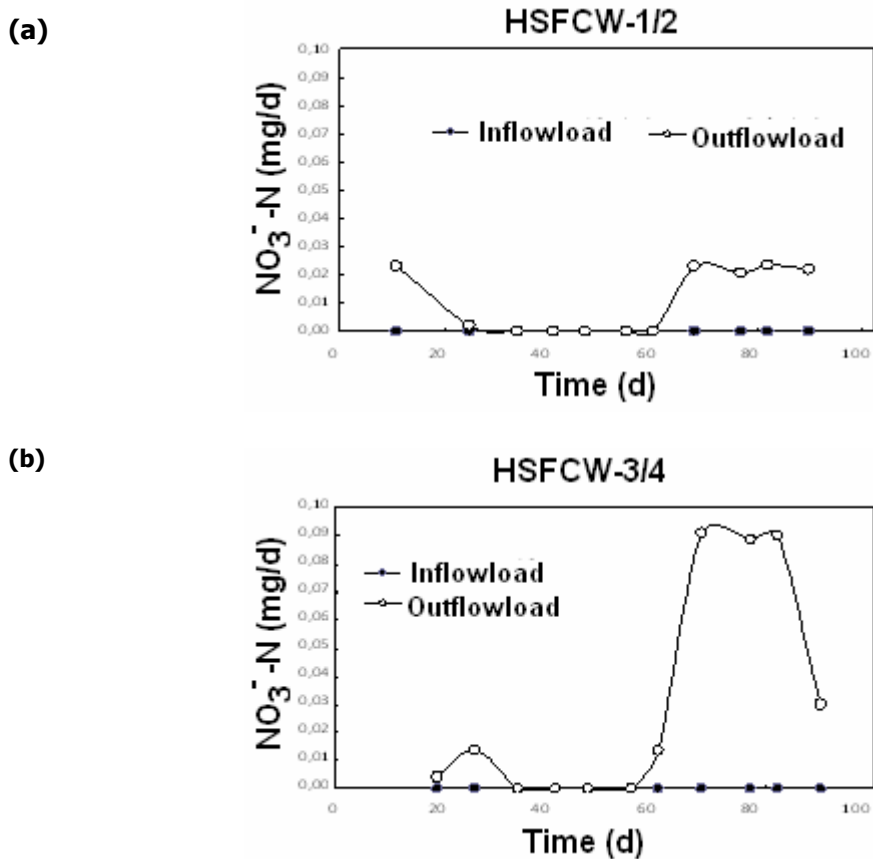 (a)
HSFCW-1/2
NO3- -N (mg/d)
0,10
0,09
0,08
0,07
0,06
0,05
0,04
0,03
0,02
0,01
0,00
Inflowload
Outflowload
0 20 40 60 80 100
Time (d)
(b)
HSFCW-3/4
NO3- -N (mg/d)
0,10
0,09
0,08
0,07
0,06
0,05
0,04
0,03
0,02
0,01
0,00
Inflowload
Outflowload
0 20 40 60 80 100
Time (d)